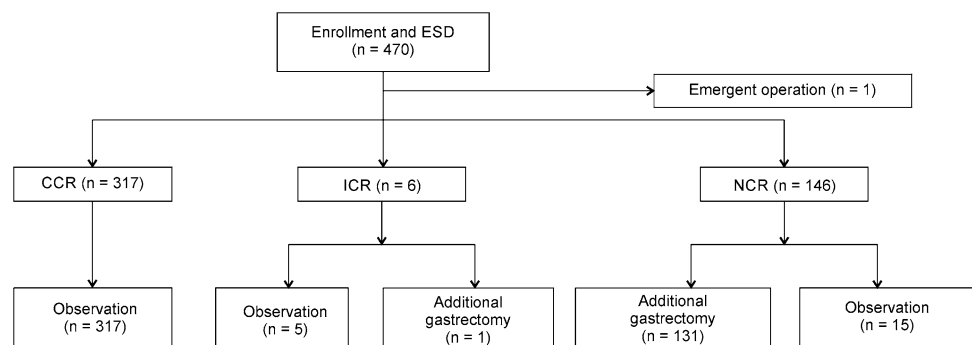 Enrollment and ESD
(n = 470)
Emergent operation (n = 1)
CCR (n = 317)
ICR (n = 6)
NCR (n = 146)
Observation
(n = 317)
Observation
(n = 5)
Additional
gastrectomy
(n = 1)
Additional
gastrectomy
(n = 131)
Observation
(n = 15)